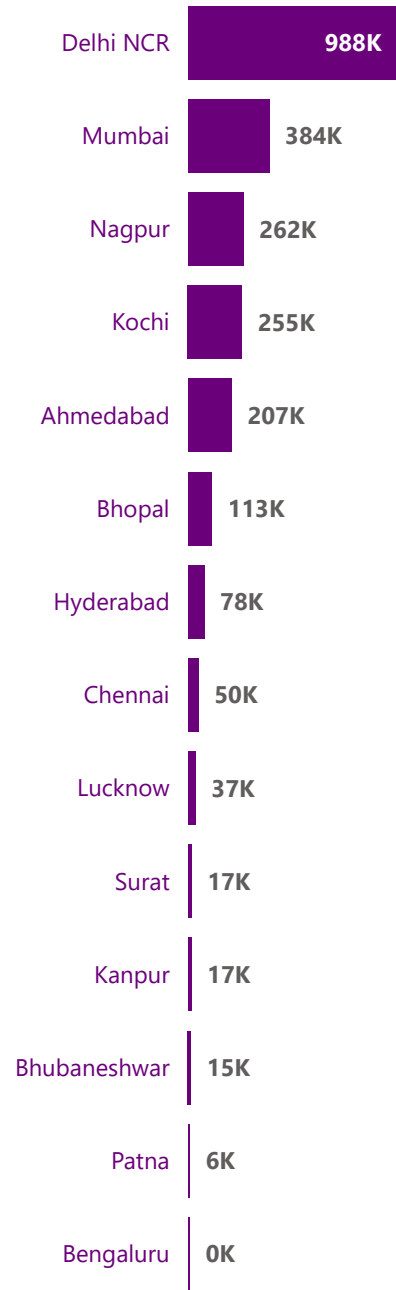 Delhi NCR 988K
Mumbai 384K
Nagpur 262K
Kochi 255K
Ahmedabad 207K
Bhopal 113K
Hyderabad 78K
Chennai 50K
Lucknow 37K
Surat 17K
Kanpur 17K
Bhubaneshwar 15K
Patna 6K
Bengaluru 0K